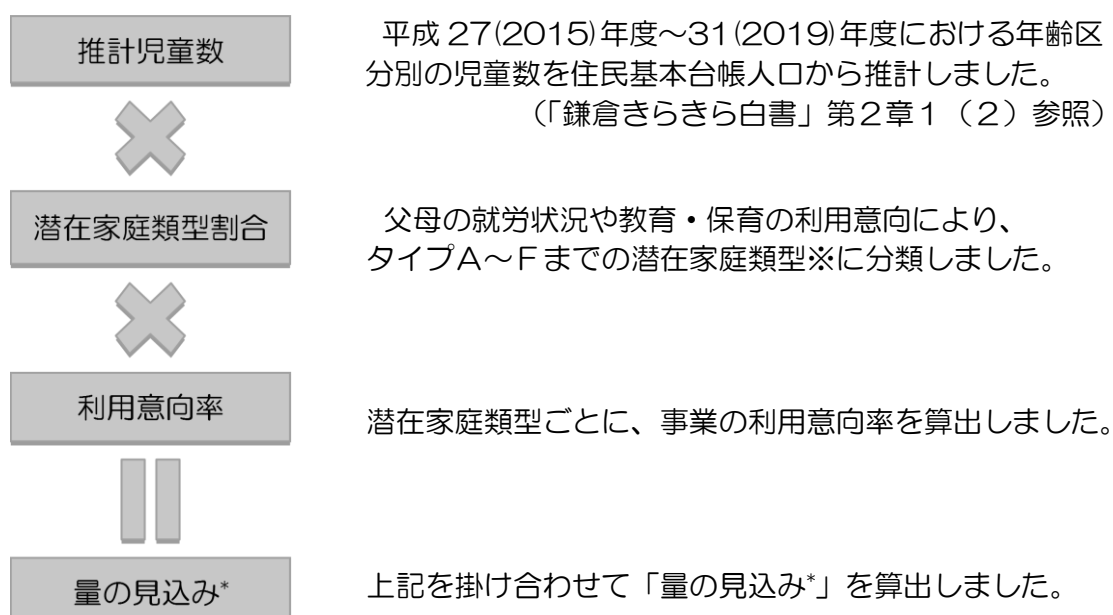 推計児童数
平成 27(2015)年度～31(2019)年度における年齢区
分別の児童数を住民基本台帳人口から推計しました。
（「鎌倉きらきら白書」第２章１（２）参照）
潜在家庭類型割合
父母の就労状況や教育・保育の利用意向により、
タイプＡ～Ｆまでの潜在家庭類型※に分類しました。
利用意向率
潜在家庭類型ごとに、事業の利用意向率を算出しました。
量の見込み*
上記を掛け合わせて「量の見込み*」を算出しました。